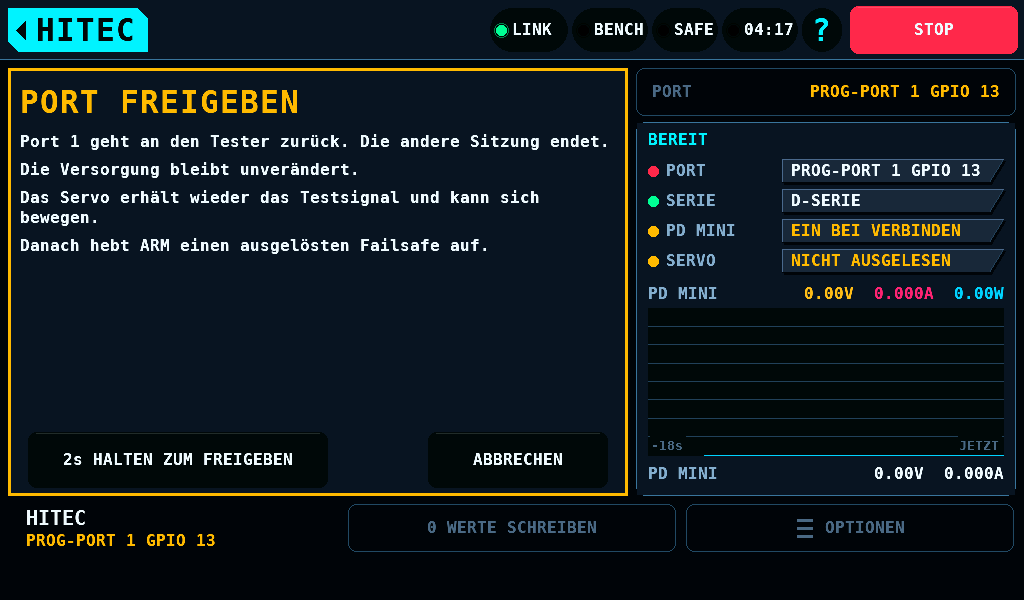 HITEC
LINK
BENCH
SAFE
04:17
?
STOP
PORT FREIGEBEN
Port 1 geht an den Tester zurück. Die andere Sitzung endet.
Die Versorgung bleibt unverändert.
Das Servo erhält wieder das Testsignal und kann sich
bewegen.
Danach hebt ARM einen ausgelösten Failsafe auf.
2s HALTEN ZUM FREIGEBEN
ABBRECHEN
PORT PROG-PORT 1 GPIO 13
BEREIT
PORT PROG-PORT 1 GPIO 13
SERIE D-SERIE
PD MINI EIN BEI VERBINDEN
SERVO NICHT AUSGELESEN
PD MINI 0.00V 0.000A 0.00W
-18s JETZT
PD MINI 0.00V 0.000A
HITEC
PROG-PORT 1 GPIO 13
0 WERTE SCHREIBEN
OPTIONEN